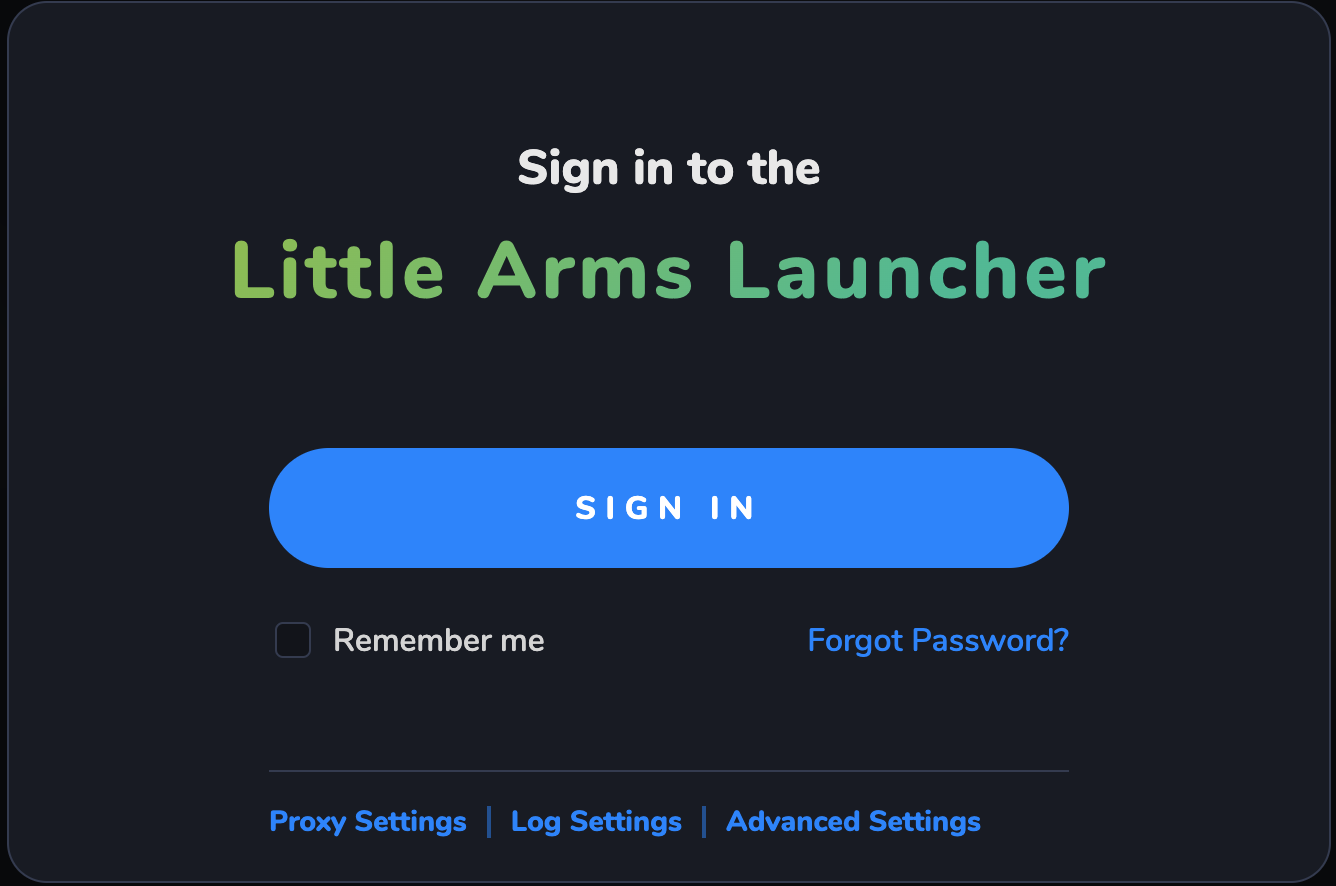 Sign in to the
Little Arms Launcher
SIGN IN
Remember me
Forgot Password?
Proxy Settings | Log Settings | Advanced Settings